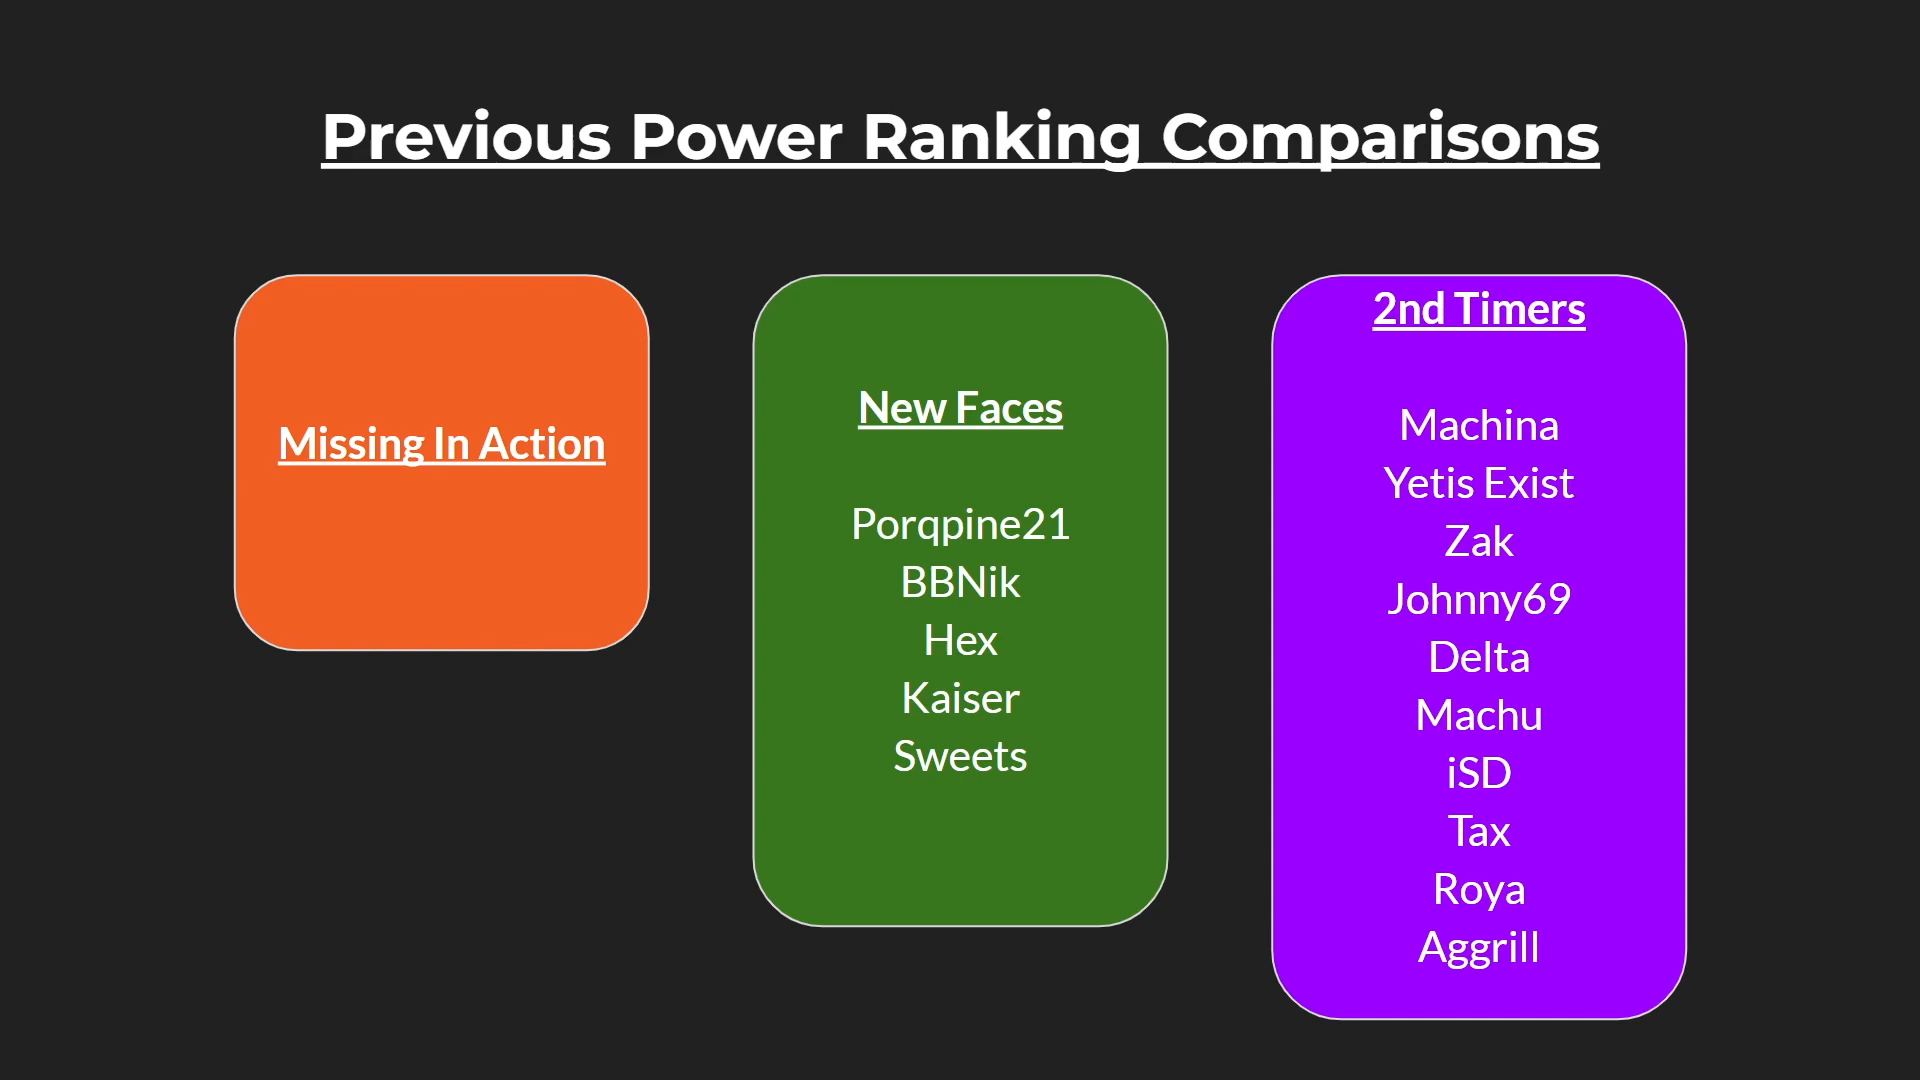 Previous Power Ranking Comparisons
Missing In Action
New Faces
Porqpine21
BBNik
Hex
Kaiser
Sweets
2nd Timers
Machina
Yetis Exist
Zak
Johnny69
Delta
Machu
iSD
Tax
Roya
Aggrill